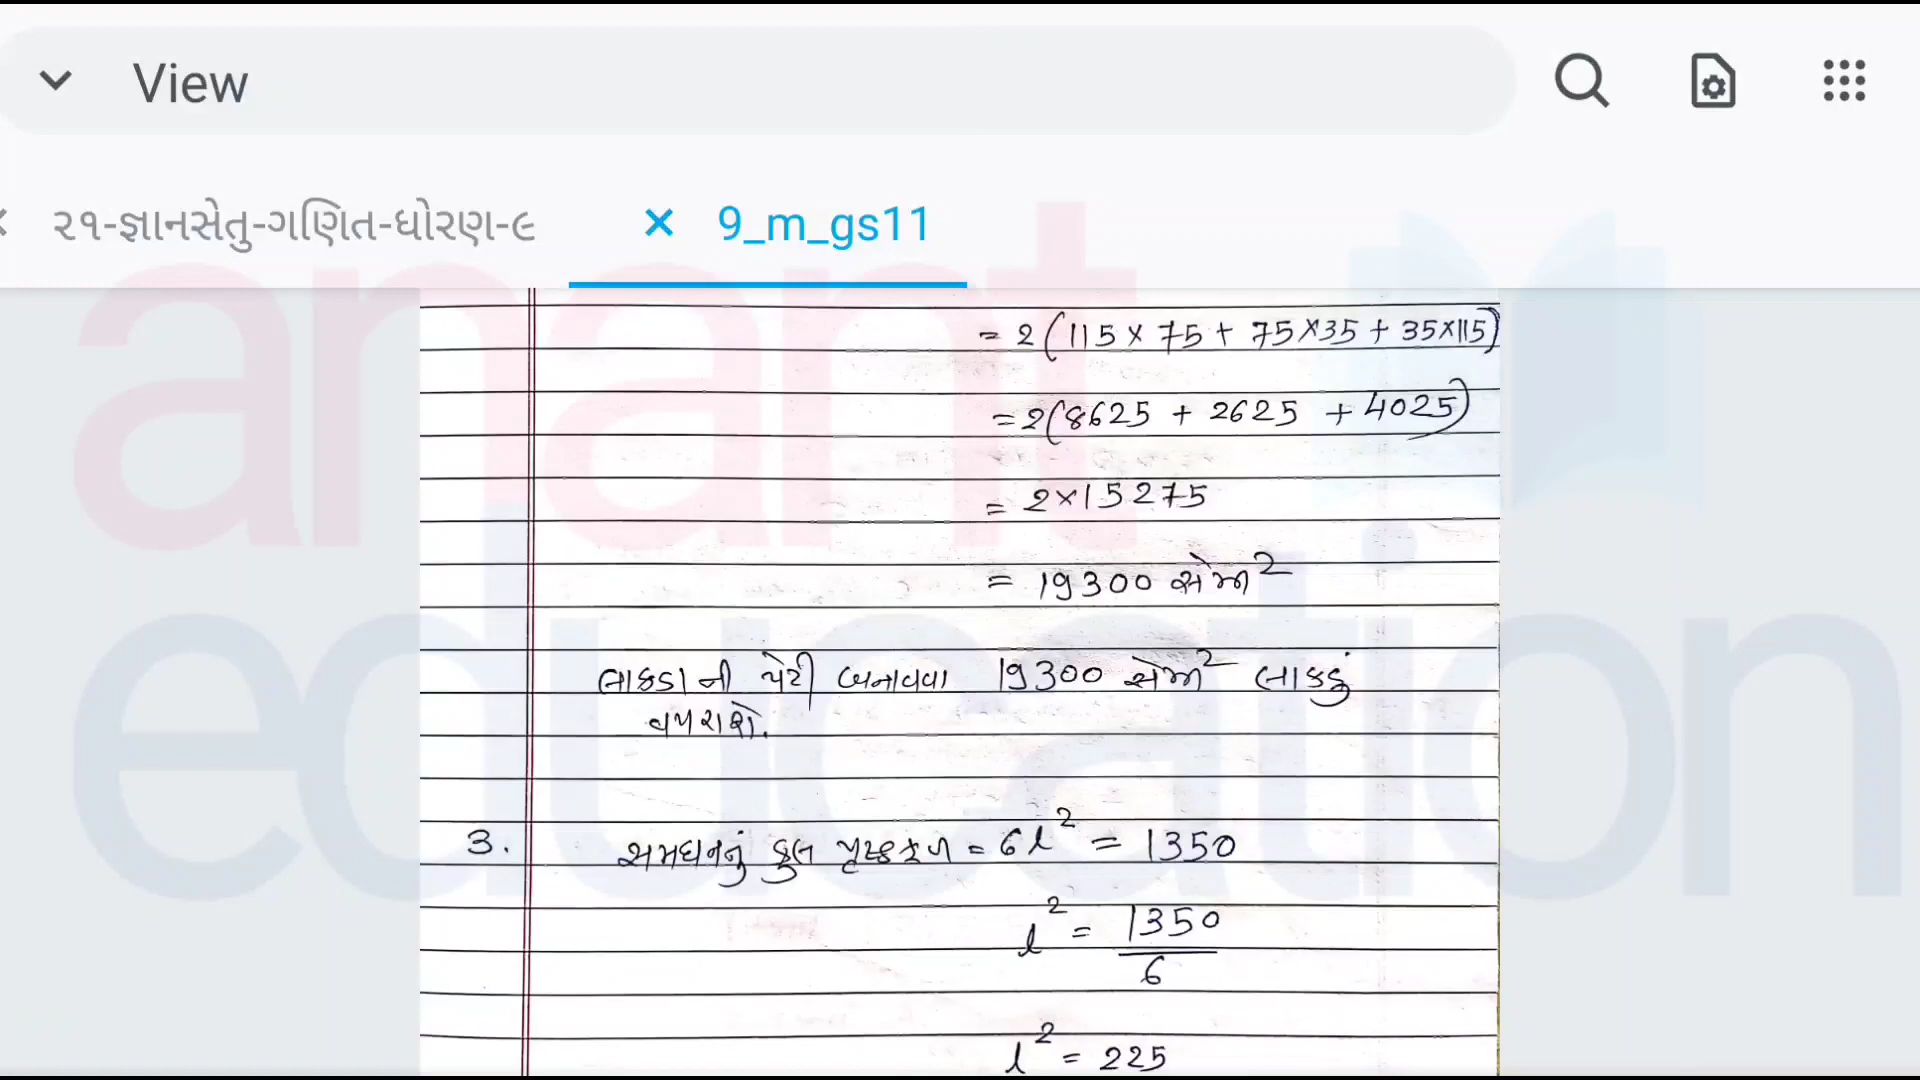 View
૨૧-જ્ઞાનસેતુ-ગણિત-ધોરણ-૯
9_m_gs11
= 2(115 × 75 + 75×35 + 35×115)
= 2(8625 + 2625 + 4025)
= 2×15275
= 19300 સેમી²
લાકડાની પેટી બનાવવા 19300 સેમી² લાકડું
વપરાશે.
3. સમઘનનું કુલ પૃષ્ઠફળ = 6l² = 1350
l² = 1350/6
l² = 225
anant
education